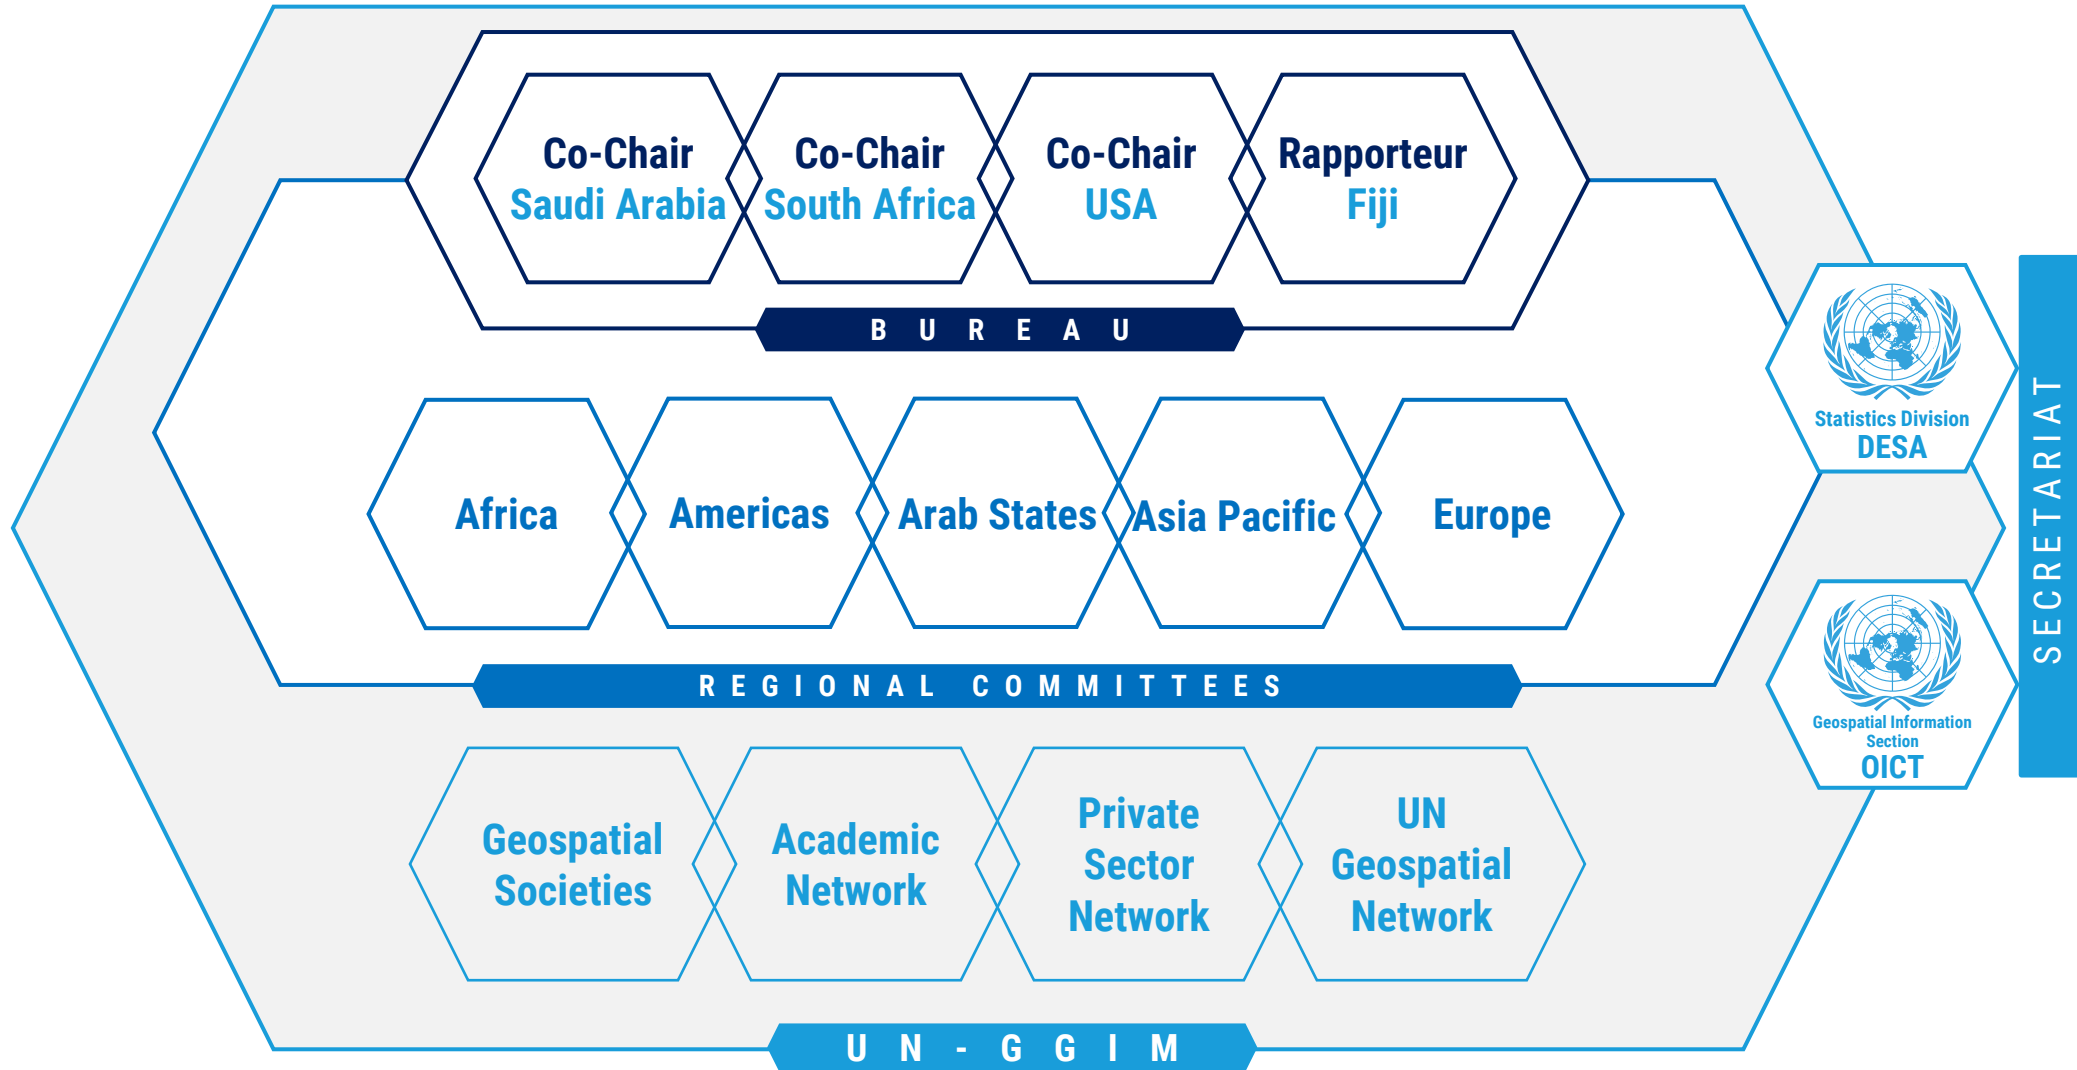 Co-Chair
Saudi Arabia
Co-Chair
South Africa
Co-Chair
USA
Rapporteur
Fiji
BUREAU
Africa
Americas
Arab States
Asia Pacific
Europe
REGIONAL COMMITTEES
Geospatial
Societies
Academic
Network
Private
Sector
Network
UN
Geospatial
Network
UN-GGIM
Statistics Division
DESA
Geospatial Information
Section
OICT
SECRETARIAT